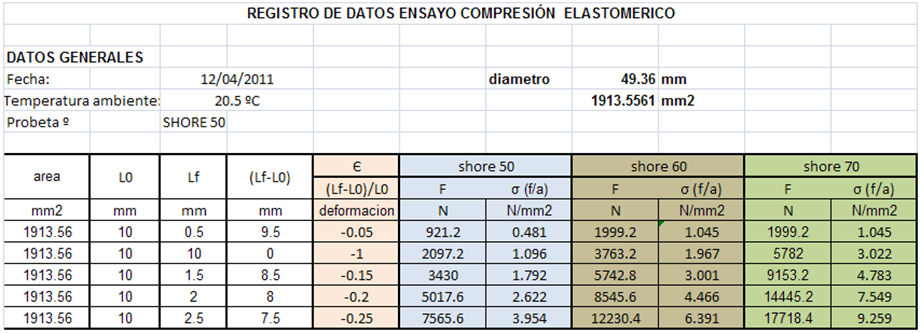 REGISTRO DE DATOS ENSAYO COMPRESIÓN ELASTOMERICO
DATOS GENERALES
Fecha: 12/04/2011 diametro 49.36 mm
Temperatura ambiente: 20.5 ºC 1913.5561 mm2
Probeta º SHORE 50
area L0 Lf (Lf-L0) Є shore 50 shore 60 shore 70
(Lf-L0)/L0 F σ (f/a) F σ (f/a) F σ (f/a)
mm2 mm mm mm deformacion N N/mm2 N N/mm2 N N/mm2
1913.56 10 0.5 9.5 -0.05 921.2 0.481 1999.2 1.045 1999.2 1.045
1913.56 10 10 0 -1 2097.2 1.096 3763.2 1.967 5782 3.022
1913.56 10 1.5 8.5 -0.15 3430 1.792 5742.8 3.001 9153.2 4.783
1913.56 10 2 8 -0.2 5017.6 2.622 8545.6 4.466 14445.2 7.549
1913.56 10 2.5 7.5 -0.25 7565.6 3.954 12230.4 6.391 17718.4 9.259